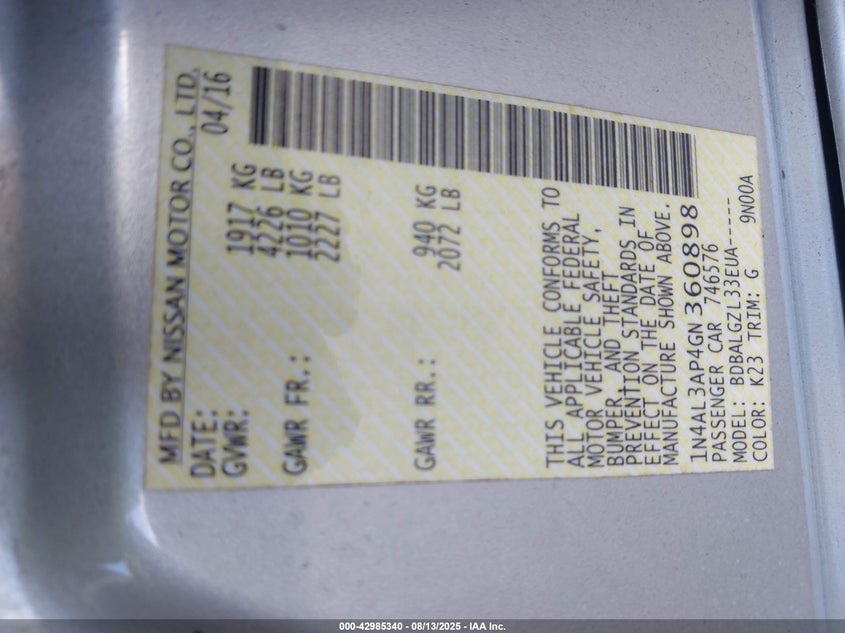 MFD BY NISSAN MOTOR CO., LTD.
DATE: 04/16
GVWR: 1917 KG
4226 LB
GAWR FR.: 1010 KG
2227 LB
GAWR RR.: 940 KG
2072 LB
THIS VEHICLE CONFORMS TO
ALL APPLICABLE FEDERAL
MOTOR VEHICLE SAFETY,
BUMPER, AND THEFT
PREVENTION STANDARDS IN
EFFECT ON THE DATE OF
MANUFACTURE SHOWN ABOVE.
1N4AL3AP4GN360898
PASSENGER CAR 746576
MODEL: BDBALGZL33EUA-----
COLOR: K23 TRIM: G 9N00A
000-42985340 - 08/13/2025 - IAA Inc.